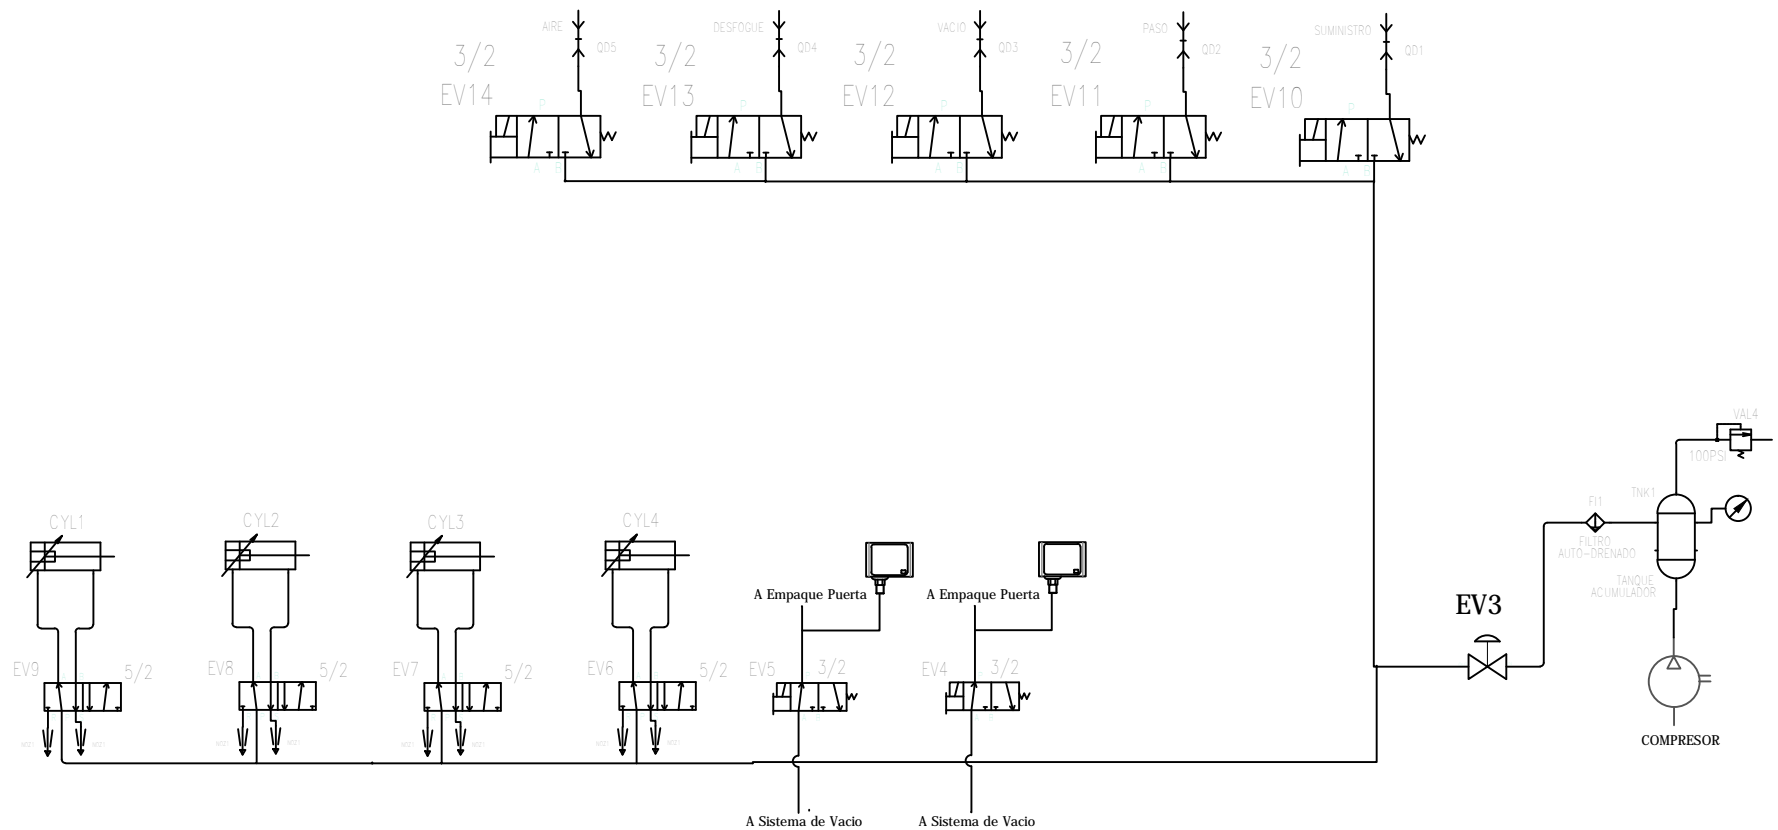 AIRE
DESFOGUE
VACIO
PASO
SUMINISTRO
3/2
QD5
3/2
QD4
3/2
QD3
3/2
QD2
3/2
QD1
EV14
EV13
EV12
EV11
EV10
P
P
P
P
P
A B
A B
A B
A B
A B
VAL4
100PSI
TNK1
FI1
FILTRO
AUTO-DRENADO
TANQUE
ACUMULADOR
CYL1
CYL2
CYL3
CYL4
A Empaque Puerta
A Empaque Puerta
EV3
EV9
5/2
EV8
5/2
EV7
5/2
EV6
5/2
EV5
3/2
EV4
3/2
COMPRESOR
A Sistema de Vacio
A Sistema de Vacio